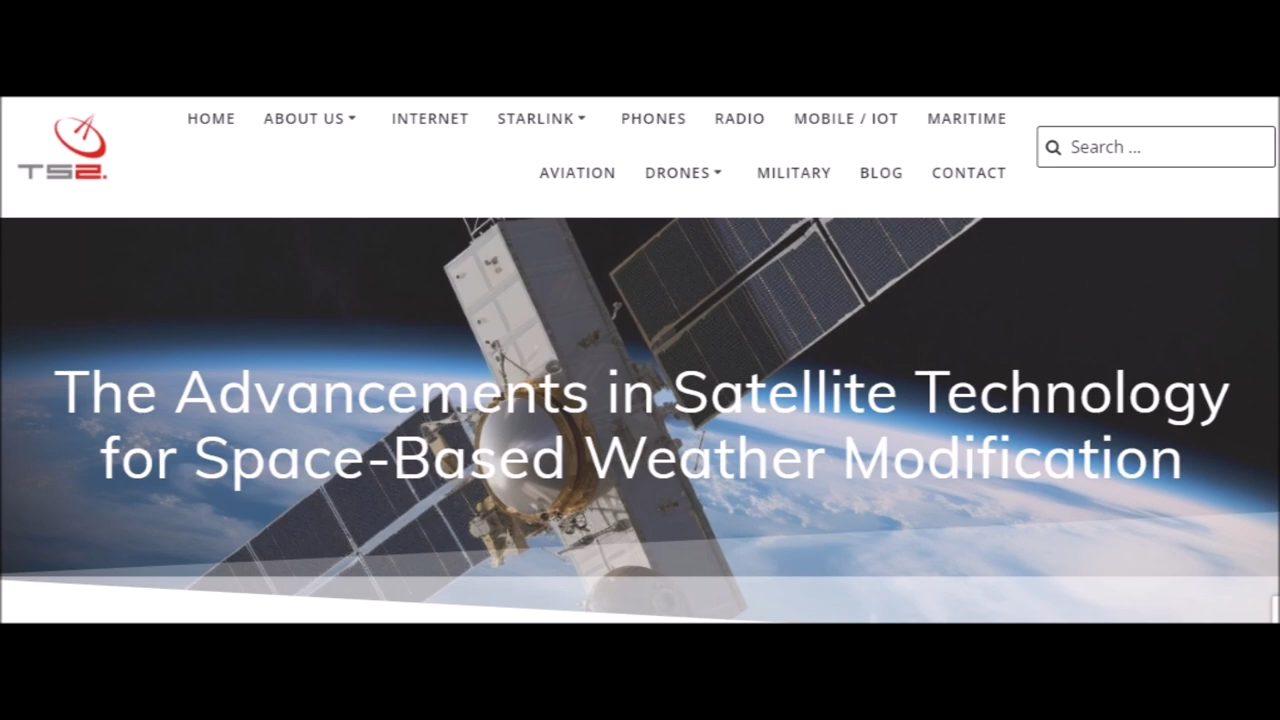 HOME ABOUT US INTERNET STARLINK PHONES RADIO MOBILE / IOT MARITIME
TS2.
Search ...
AVIATION DRONES MILITARY BLOG CONTACT
The Advancements in Satellite Technology
for Space-Based Weather Modification